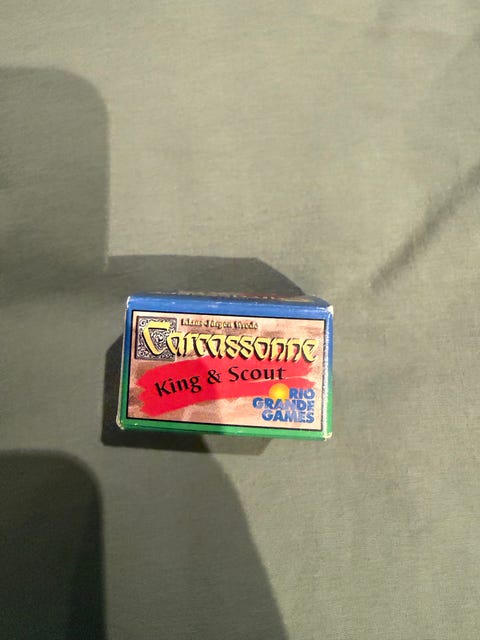 Klaus-Jürgen Wrede
Carcassonne
King & Scout
RIO
GRANDE
GAMES